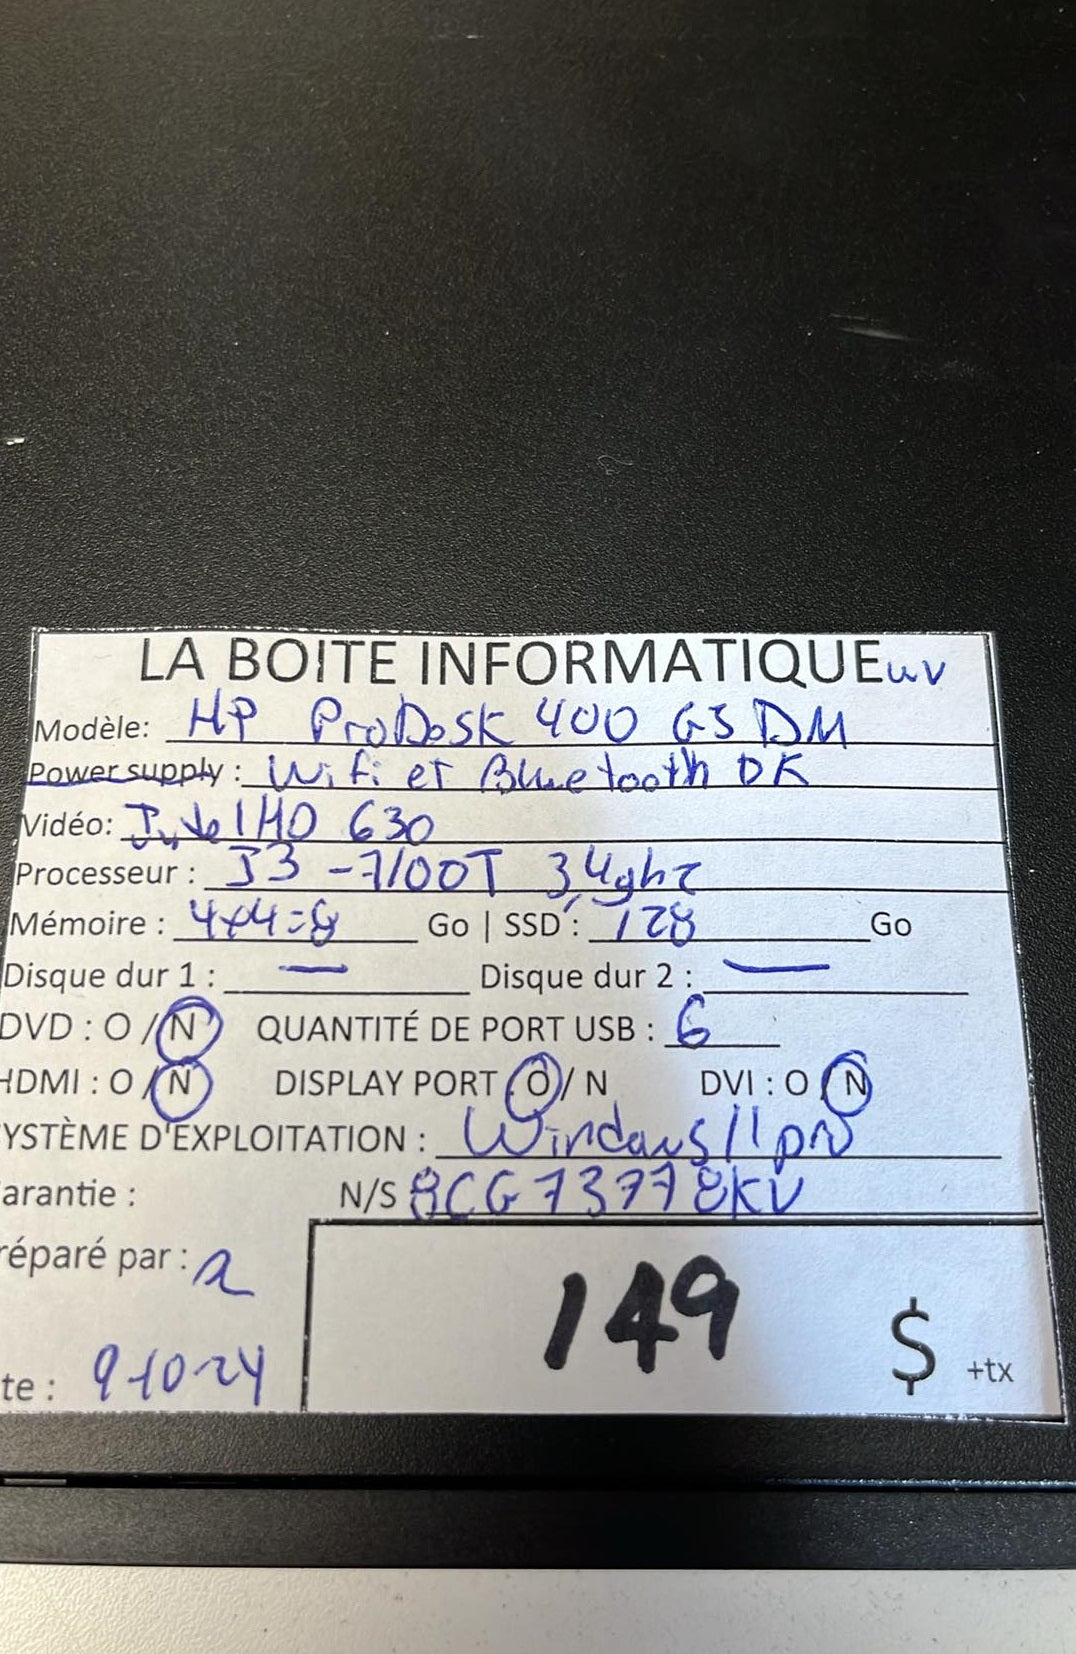 LA BOITE INFORMATIQUE uv
Modèle: HP ProDesk 400 G3 DM
Power supply : Wifi et Bluetooth OK
Vidéo: Intel HD 630
Processeur : I3 -7100T 3,4ghz
Mémoire : 4+4=8 Go | SSD : 128 Go
Disque dur 1 : — Disque dur 2 : —
DVD : O / N QUANTITÉ DE PORT USB : 6
HDMI : O / N DISPLAY PORT O / N DVI : O / N
YSTÈME D'EXPLOITATION : Windows 11 pro
arantie : N/S 8CG73778KV
réparé par : a
149 $ +tx
te : 9-10-24